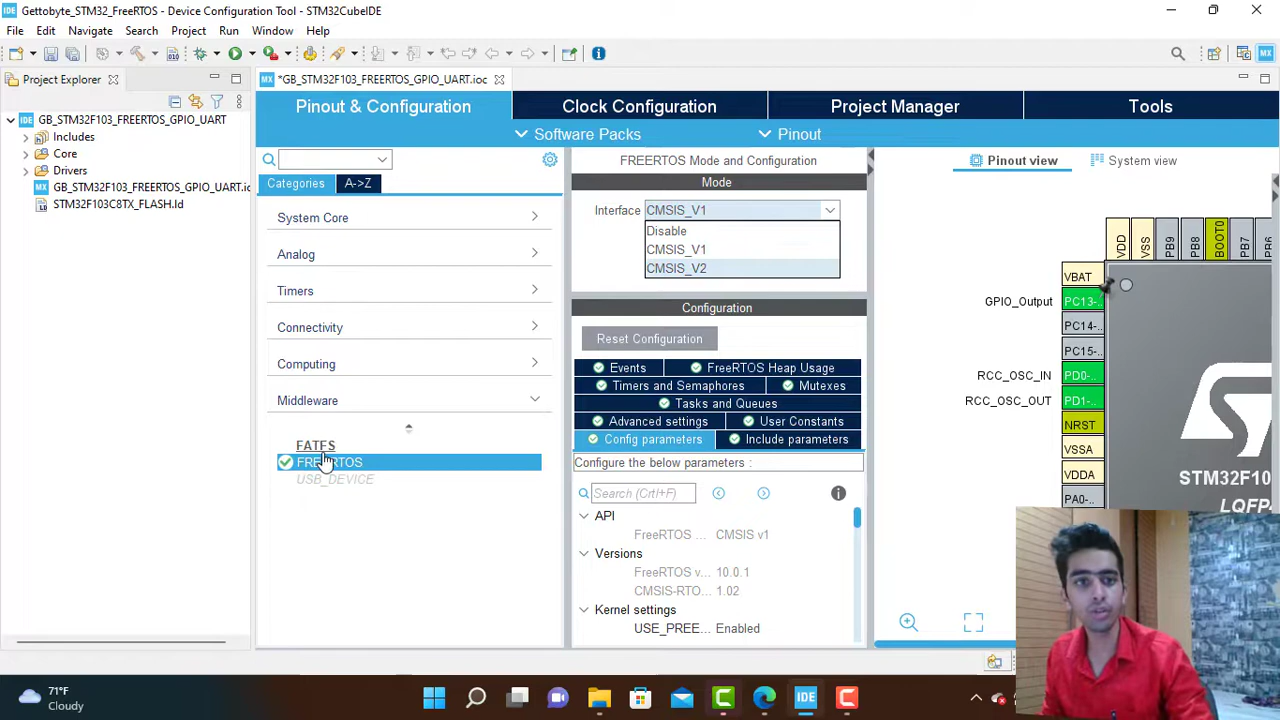 Gettobyte_STM32_FreeRTOS - Device Configuration Tool - STM32CubeIDE
File Edit Navigate Search Project Run Window Help
Project Explorer
*GB_STM32F103_FREERTOS_GPIO_UART.ioc
GB_STM32F103_FREERTOS_GPIO_UART
Includes
Core
Drivers
GB_STM32F103_FREERTOS_GPIO_UART.ic
STM32F103C8TX_FLASH.ld
Pinout & Configuration
Clock Configuration
Project Manager
Tools
Software Packs
Pinout
Categories
A->Z
System Core
Analog
Timers
Connectivity
Computing
Middleware
FATFS
FREERTOS
USB_DEVICE
FREERTOS Mode and Configuration
Mode
Interface CMSIS_V1
Disable
CMSIS_V1
CMSIS_V2
Configuration
Reset Configuration
Events
FreeRTOS Heap Usage
Timers and Semaphores
Mutexes
Tasks and Queues
Advanced settings
User Constants
Config parameters
Include parameters
Configure the below parameters :
Search (Crtl+F)
API
FreeRTOS ... CMSIS v1
Versions
FreeRTOS v... 10.0.1
CMSIS-RTO... 1.02
Kernel settings
USE_PREE... Enabled
Pinout view
System view
VDD
VSS
PB9
PB8
BOOT0
PB7
PB6
VBAT
GPIO_Output PC13-..
PC14-..
PC15-..
RCC_OSC_IN PD0-..
RCC_OSC_OUT PD1-..
NRST
VSSA
VDDA
PA0-..
STM32F10
LQFP4
71°F
Cloudy